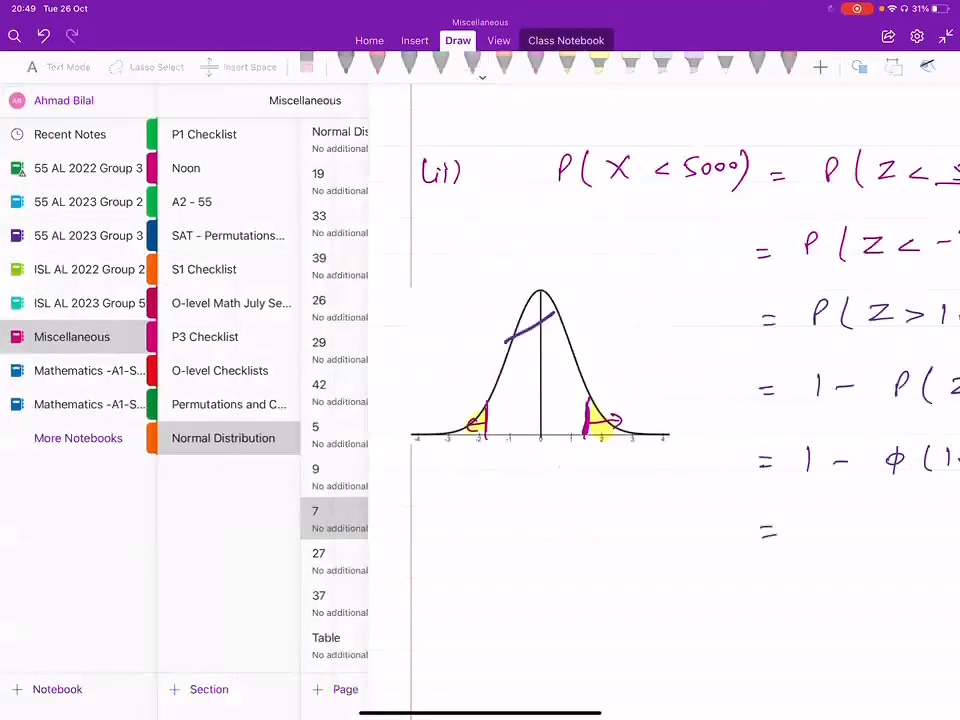 20:49 Tue 26 Oct
31%
Miscellaneous
Home Insert Draw View Class Notebook
Text Mode Lasso Select Insert Space
AB Ahmad Bilal
Miscellaneous
Recent Notes
55 AL 2022 Group 3
55 AL 2023 Group 2
55 AL 2023 Group 3
ISL AL 2022 Group 2
ISL AL 2023 Group 5
Miscellaneous
Mathematics -A1-S...
Mathematics -A1-S...
More Notebooks
P1 Checklist
Noon
A2 - 55
SAT - Permutations...
S1 Checklist
O-level Math July Se...
P3 Checklist
O-level Checklists
Permutations and C...
Normal Distribution
Normal Dis
No additional
19
No additional
33
No additional
39
No additional
26
No additional
29
No additional
42
No additional
5
No additional
9
No additional
7
No additional
27
No additional
37
No additional
Table
No additional
+ Notebook
+ Section
+ Page
(ii) P(X < 5000) = P(Z <
= P(Z < -
= P(Z > 1.
= 1 - P(Z
= 1 - ϕ(1.
=
-4 -3 -2 -1 0 1 2 3 4